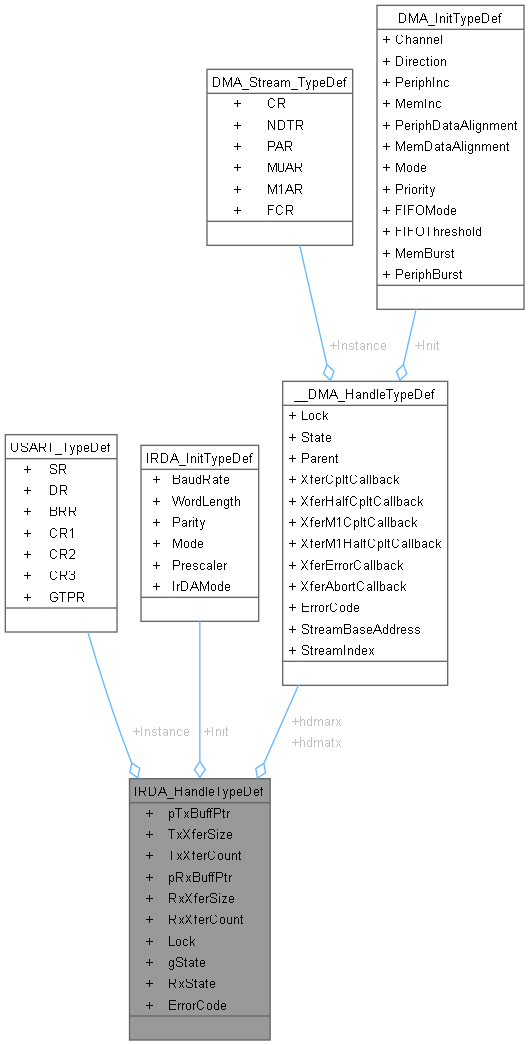 DMA_InitTypeDef
+ Channel
+ Direction
+ PeriphInc
+ MemInc
+ PeriphDataAlignment
+ MemDataAlignment
+ Mode
+ Priority
+ FIFOMode
+ FIFOThreshold
+ MemBurst
+ PeriphBurst
DMA_Stream_TypeDef
+ CR
+ NDTR
+ PAR
+ M0AR
+ M1AR
+ FCR
+Instance
+Init
__DMA_HandleTypeDef
+ Lock
+ State
+ Parent
+ XferCpltCallback
+ XferHalfCpltCallback
+ XferM1CpltCallback
+ XferM1HalfCpltCallback
+ XferErrorCallback
+ XferAbortCallback
+ ErrorCode
+ StreamBaseAddress
+ StreamIndex
USART_TypeDef
+ SR
+ DR
+ BRR
+ CR1
+ CR2
+ CR3
+ GTPR
IRDA_InitTypeDef
+ BaudRate
+ WordLength
+ Parity
+ Mode
+ Prescaler
+ IrDAMode
+Instance
+Init
+hdmarx
+hdmatx
IRDA_HandleTypeDef
+ pTxBuffPtr
+ TxXferSize
+ TxXferCount
+ pRxBuffPtr
+ RxXferSize
+ RxXferCount
+ Lock
+ gState
+ RxState
+ ErrorCode